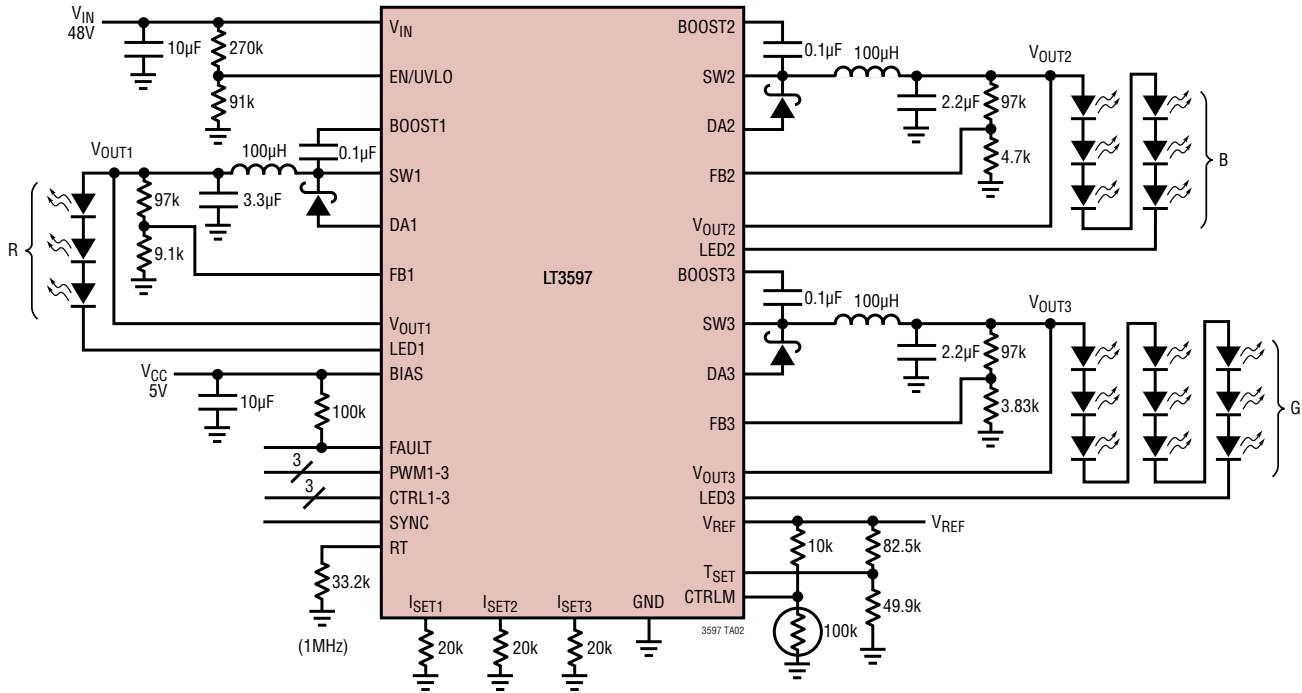 VIN
48V
10µF
270k
91k
VIN
EN/UVLO
BOOST1
SW1
DA1
FB1
VOUT1
LED1
BIAS
FAULT
PWM1-3
CTRL1-3
SYNC
RT
VOUT1
100µH
0.1µF
97k
3.3µF
9.1k
R
VCC
5V
10µF
100k
3
3
33.2k
(1MHz)
LT3597
ISET1
ISET2
ISET3
GND
20k
20k
20k
BOOST2
SW2
DA2
FB2
VOUT2
LED2
BOOST3
SW3
DA3
FB3
VOUT3
LED3
VREF
TSET
CTRLM
0.1µF
100µH
VOUT2
2.2µF
97k
4.7k
B
0.1µF
100µH
VOUT3
2.2µF
97k
3.83k
G
VREF
10k
82.5k
49.9k
100k
3597 TA02